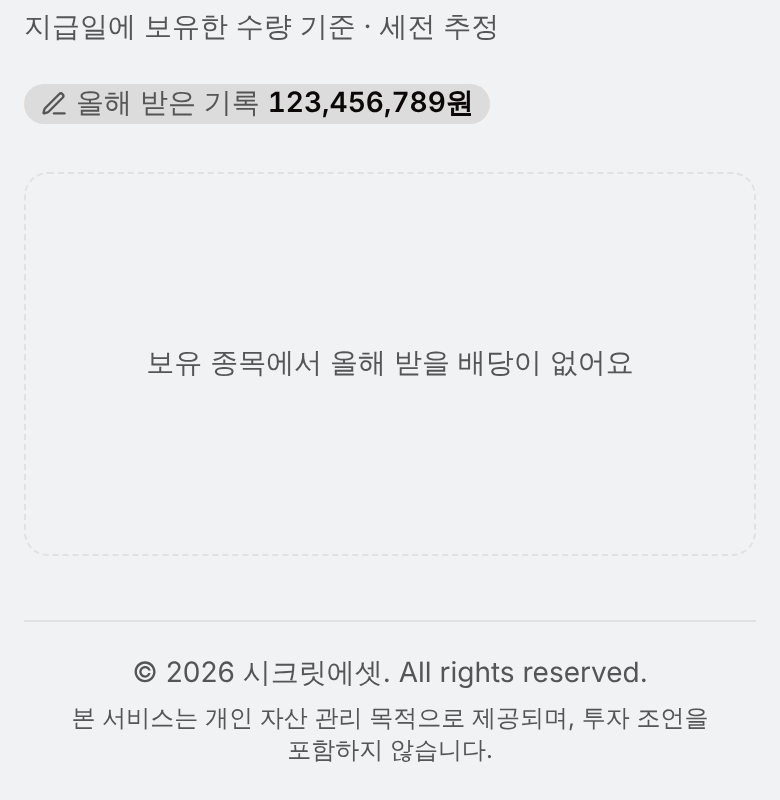 지급일에 보유한 수량 기준 · 세전 추정
올해 받은 기록 123,456,789원
보유 종목에서 올해 받을 배당이 없어요
© 2026 시크릿에셋. All rights reserved.
본 서비스는 개인 자산 관리 목적으로 제공되며, 투자 조언을
포함하지 않습니다.